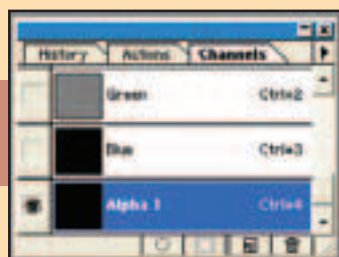 History Actions Channels
Green Ctrl+2
Blue Ctrl+3
Alpha 1 Ctrl+4